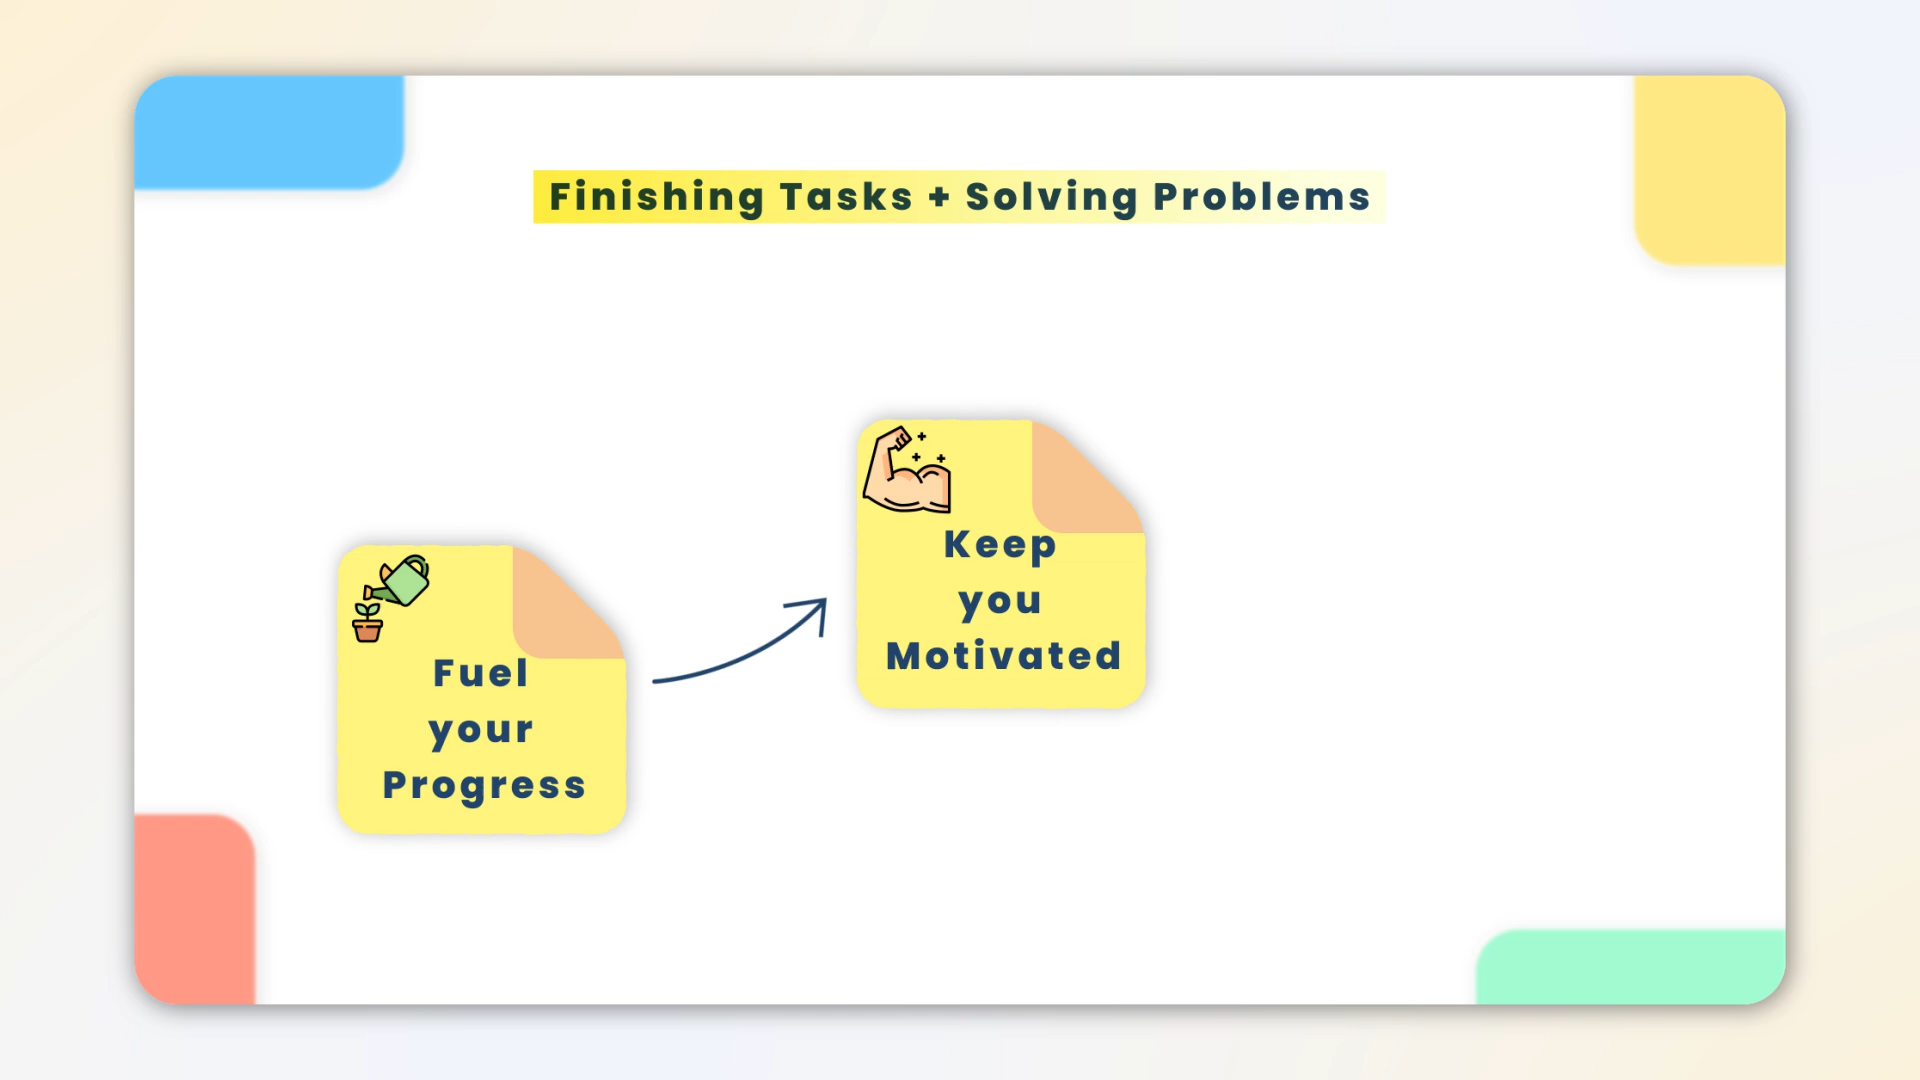 Finishing Tasks + Solving Problems
Fuel
your
Progress
Keep
you
Motivated